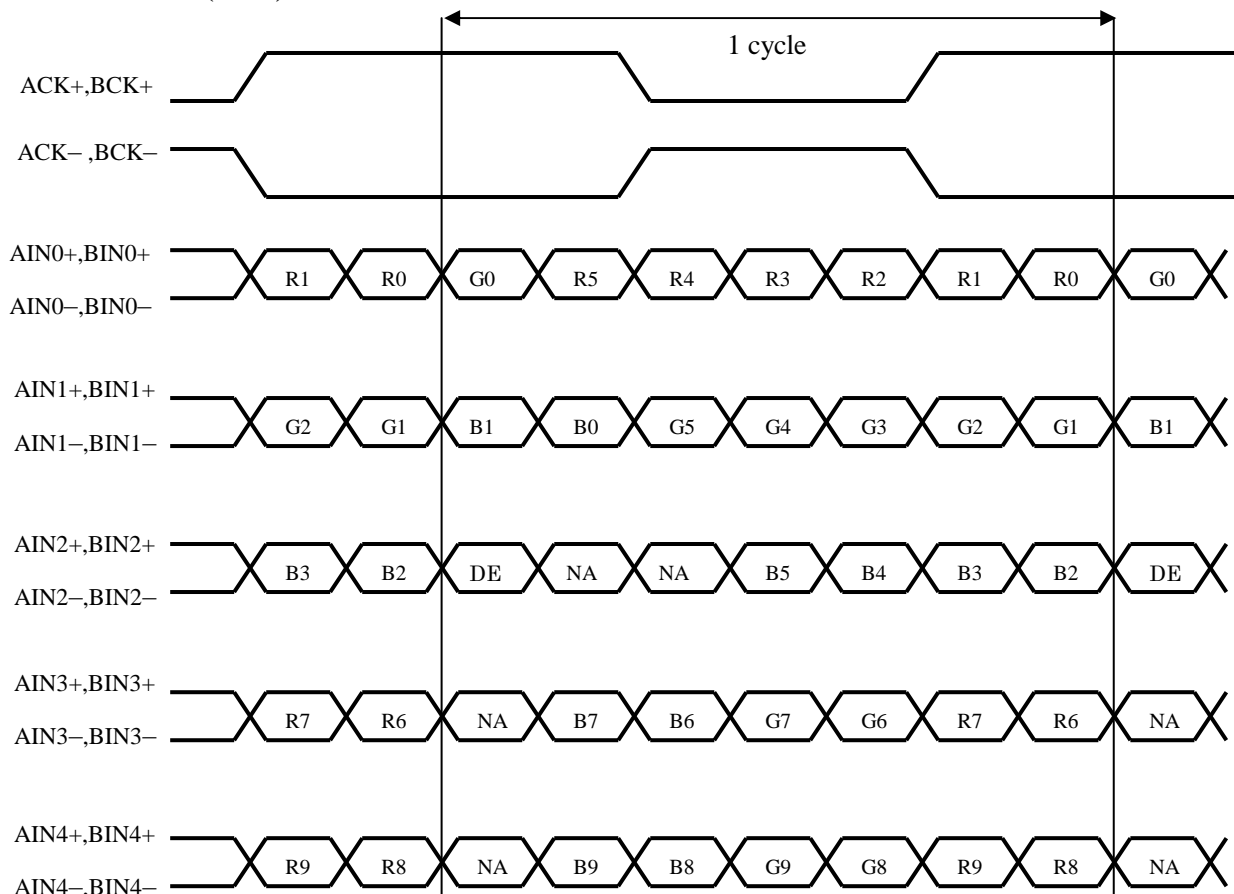 1 cycle
ACK+,BCK+
ACK– ,BCK–
AIN0+,BIN0+
R1 R0 G0 R5 R4 R3 R2 R1 R0 G0
AIN0–,BIN0–
AIN1+,BIN1+
G2 G1 B1 B0 G5 G4 G3 G2 G1 B1
AIN1–,BIN1–
AIN2+,BIN2+
B3 B2 DE NA NA B5 B4 B3 B2 DE
AIN2–,BIN2–
AIN3+,BIN3+
R7 R6 NA B7 B6 G7 G6 R7 R6 NA
AIN3–,BIN3–
AIN4+,BIN4+
R9 R8 NA B9 B8 G9 G8 R9 R8 NA
AIN4–,BIN4–